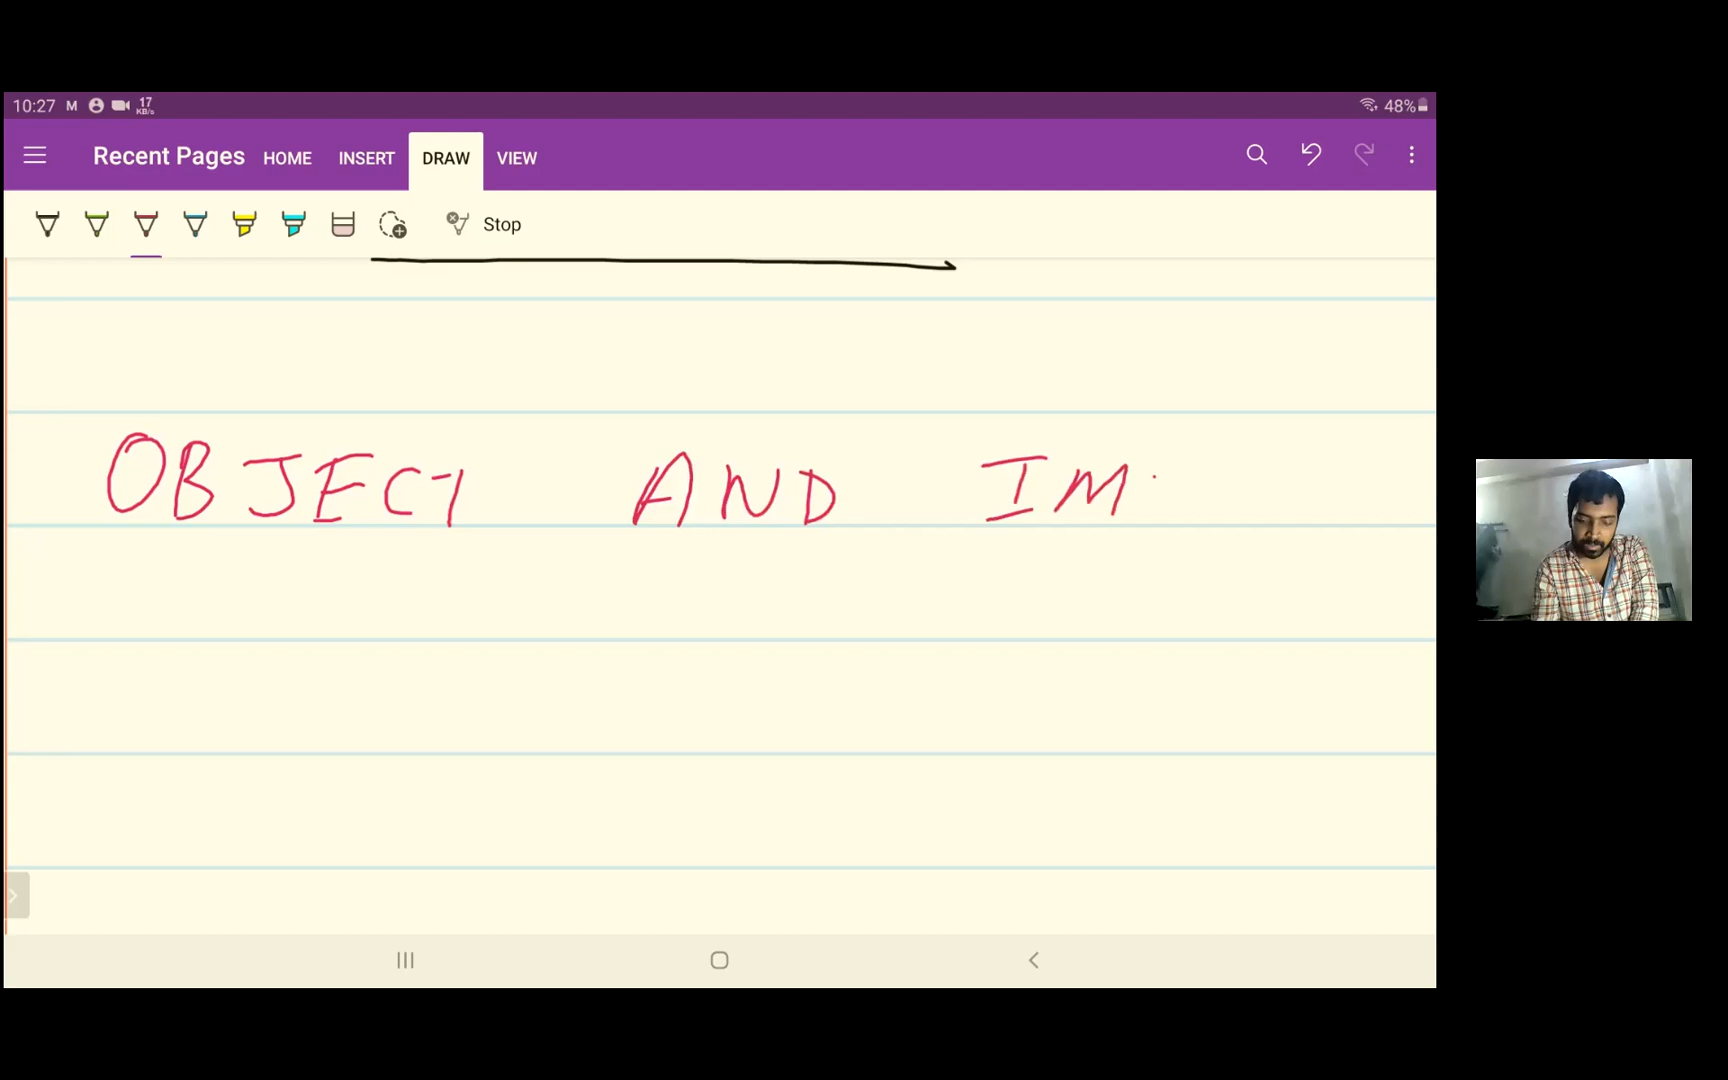 10:27 M 17 KB/s 48%
Recent Pages HOME INSERT DRAW VIEW
Stop
OBJECT AND IM